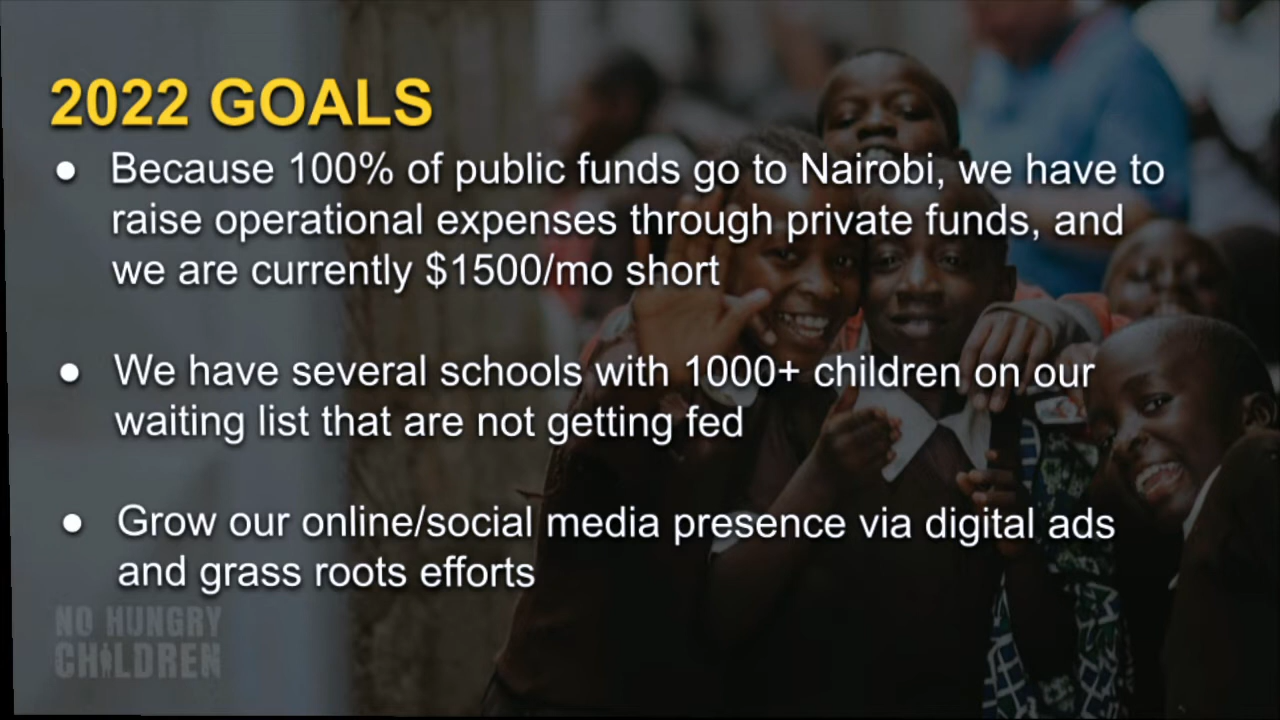 2022 GOALS
● Because 100% of public funds go to Nairobi, we have to
raise operational expenses through private funds, and
we are currently $1500/mo short
● We have several schools with 1000+ children on our
waiting list that are not getting fed
● Grow our online/social media presence via digital ads
and grass roots efforts
NO HUNGRY
CHILDREN